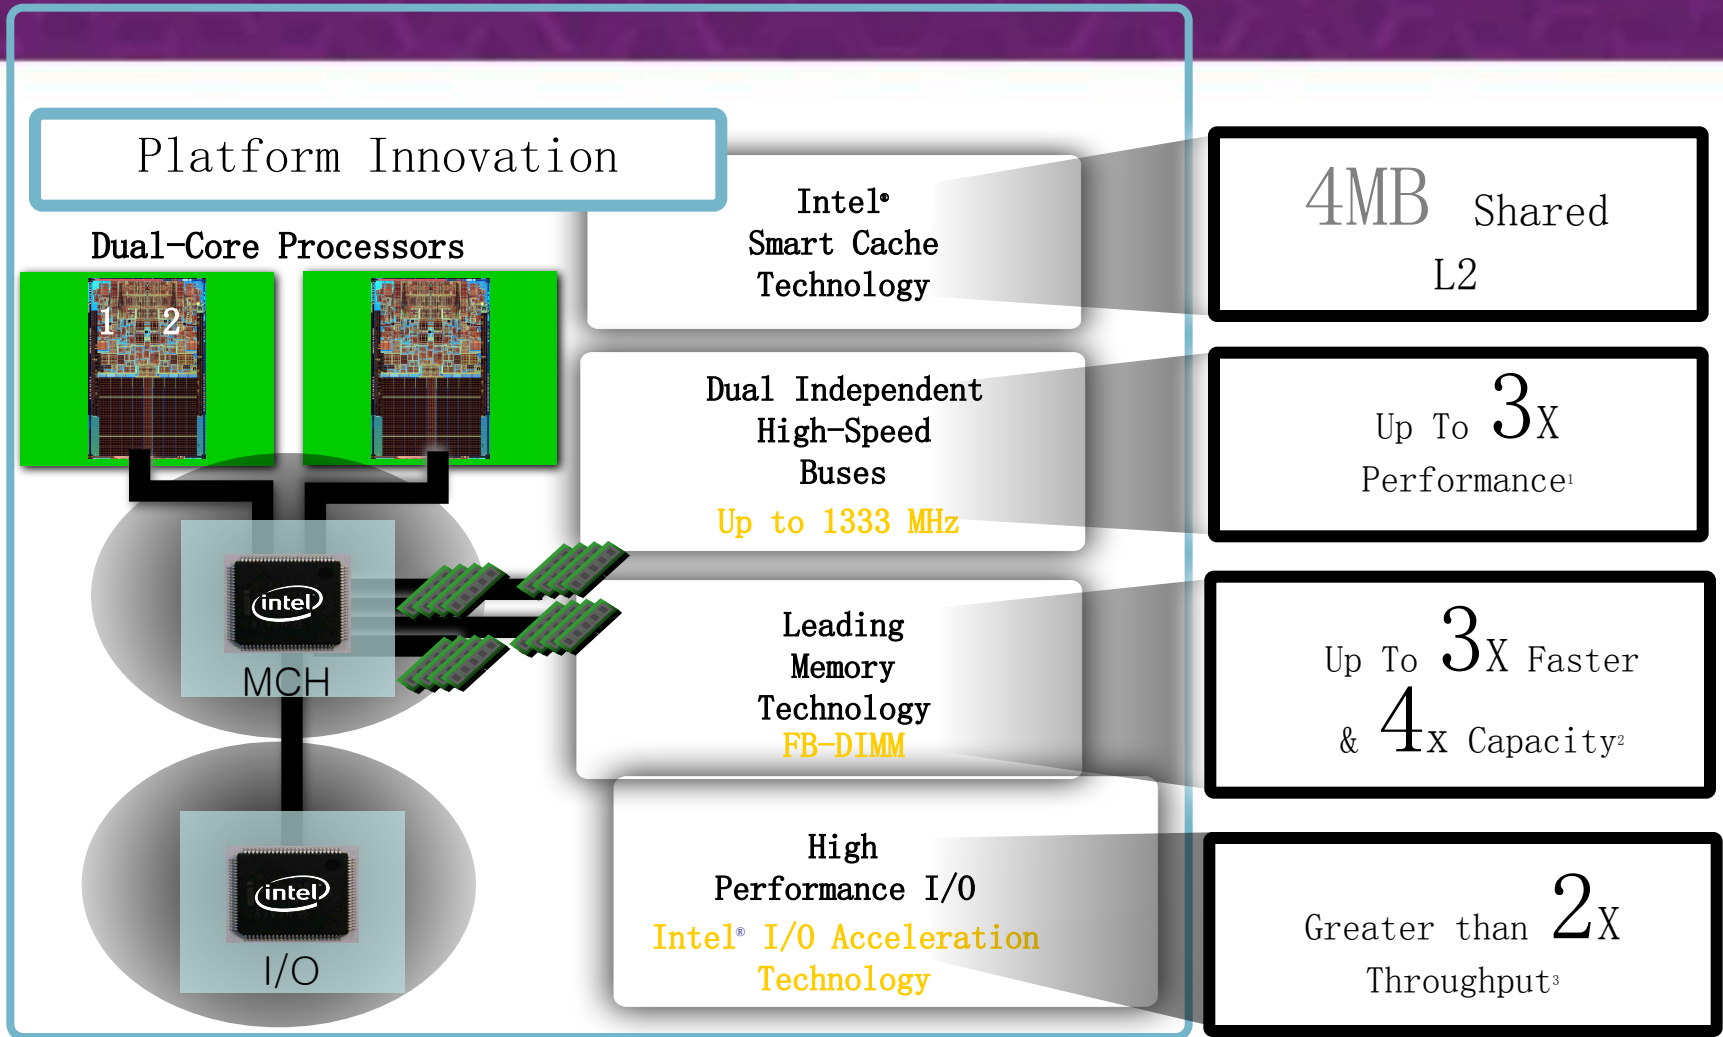 Platform Innovation
Dual-Core Processors
1 2
intel
MCH
intel
I/O
Intel®
Smart Cache
Technology
4MB Shared
L2
Dual Independent
High-Speed
Buses
Up to 1333 MHz
Up To 3X
Performance¹
Leading
Memory
Technology
FB-DIMM
Up To 3X Faster
& 4x Capacity²
High
Performance I/O
Intel® I/O Acceleration
Technology
Greater than 2X
Throughput³